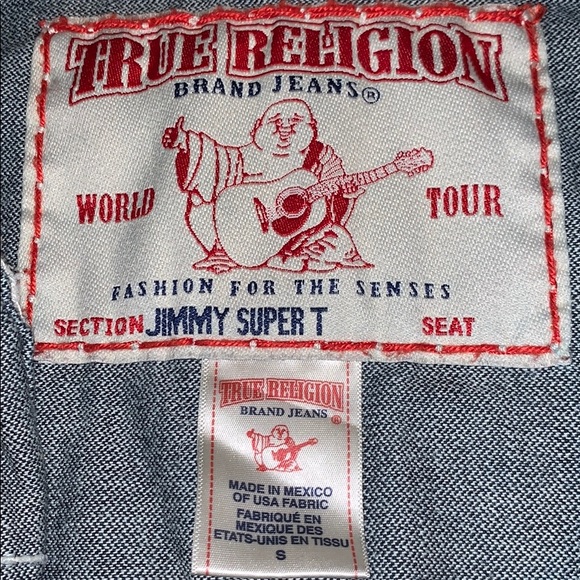 TRUE RELIGION
BRAND JEANS®
WORLD TOUR
FASHION FOR THE SENSES
SECTION JIMMY SUPER T SEAT
TRUE RELIGION
BRAND JEANS®
MADE IN MEXICO
OF USA FABRIC
FABRIQUÉ EN
MEXIQUE DES
ETATS-UNIS EN TISSU
S